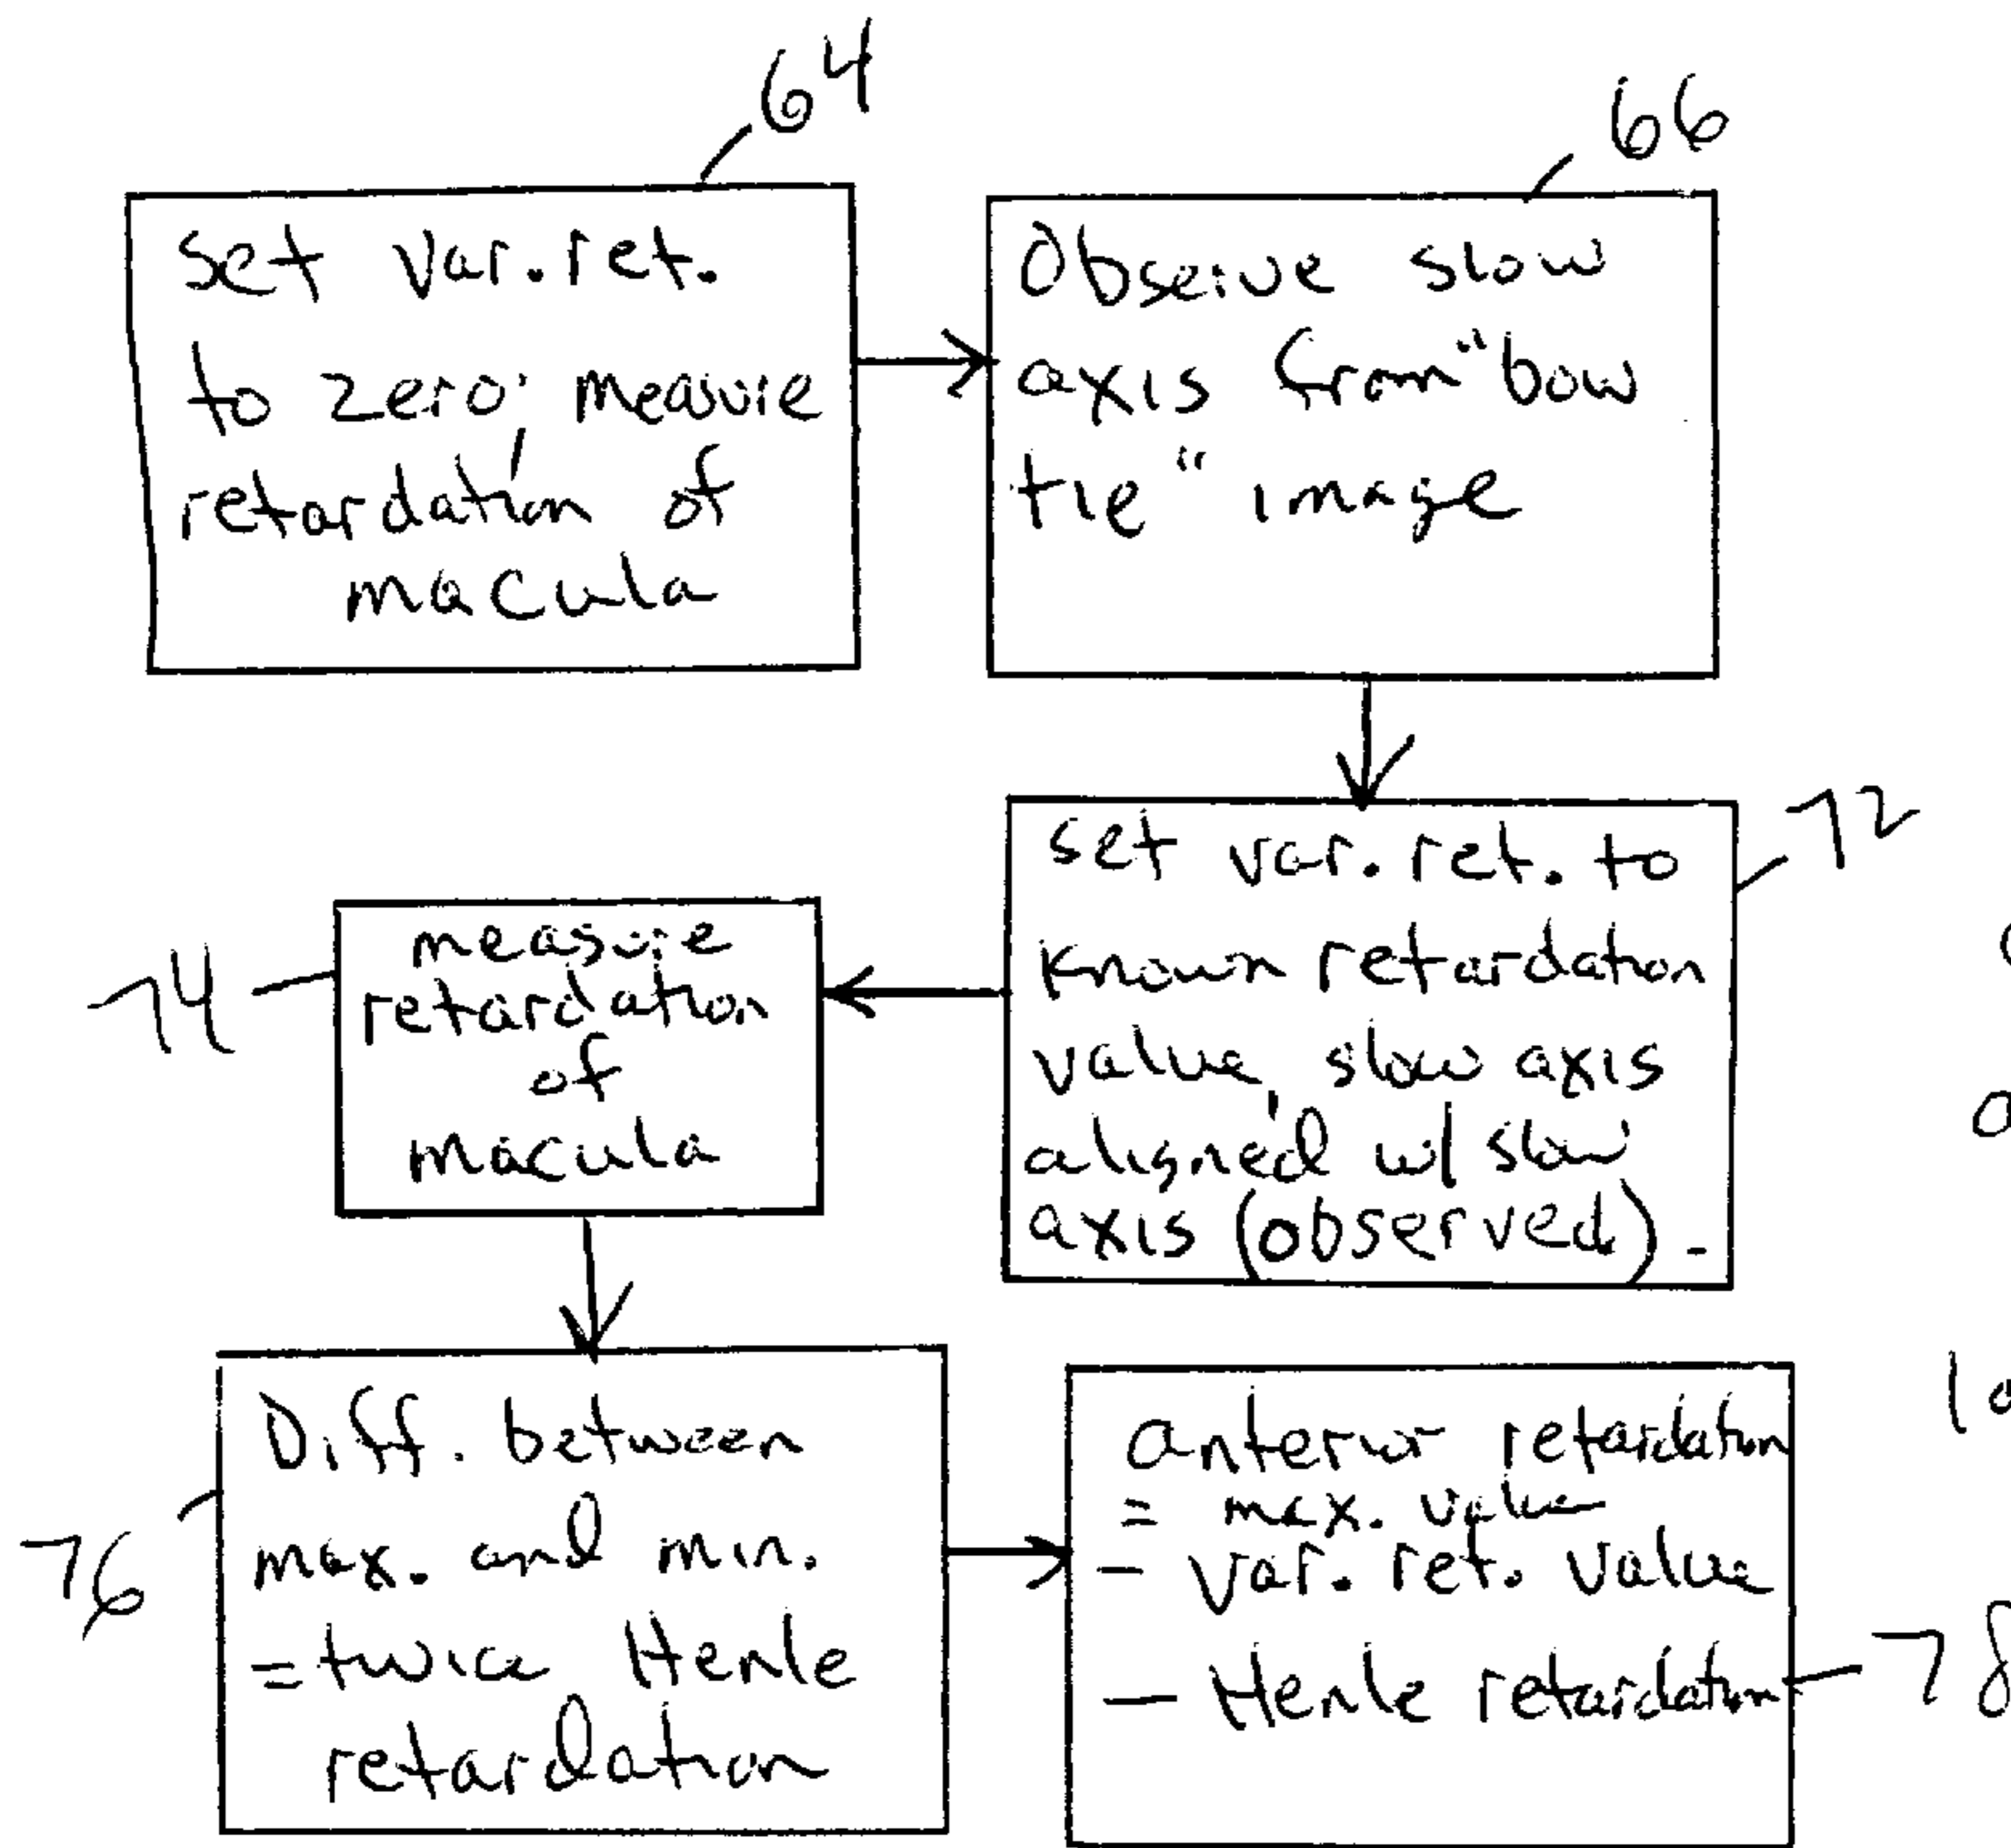 64
set var. ret.
to zero, measure
retardation of
macula
66
Observe slow
axis from "bow
tie" image
72
set var. ret. to
known retardation
value, slow axis
aligned w/ slow
axis (observed).
74
measure
retardation
of
macula
76
Diff. between
max. and min.
= twice Henle
retardation
anterior retardation
= max. value
- var. ret. value
- Henle retardation
78